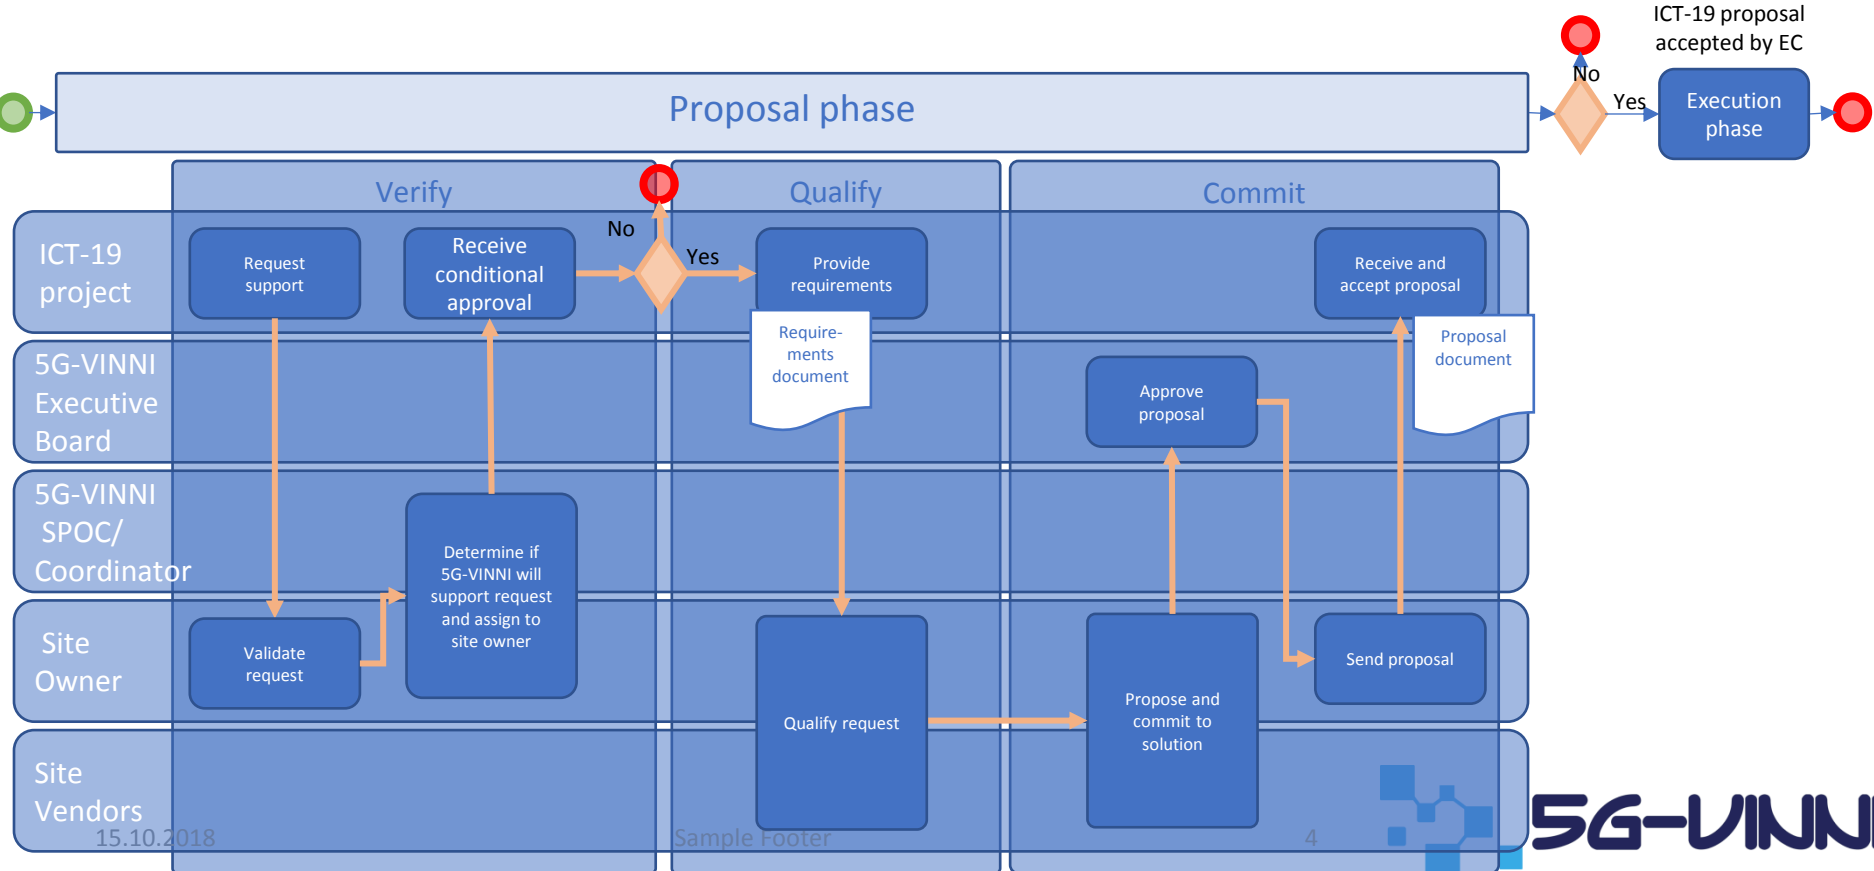 ICT-19 proposal
accepted by EC
No
Yes
Execution
phase
Proposal phase
Verify
Qualify
Commit
ICT-19
project
Request
support
Receive
conditional
approval
No
Yes
Provide
requirements
Receive and
accept proposal
Require-
ments
document
Proposal
document
5G-VINNI
Executive
Board
Approve
proposal
5G-VINNI
SPOC/
Coordinator
Determine if
5G-VINNI will
support request
and assign to
site owner
Site
Owner
Validate
request
Qualify request
Propose and
commit to
solution
Send proposal
Site
Vendors
15.10.2018
Sample Footer
4
5G-VINNI